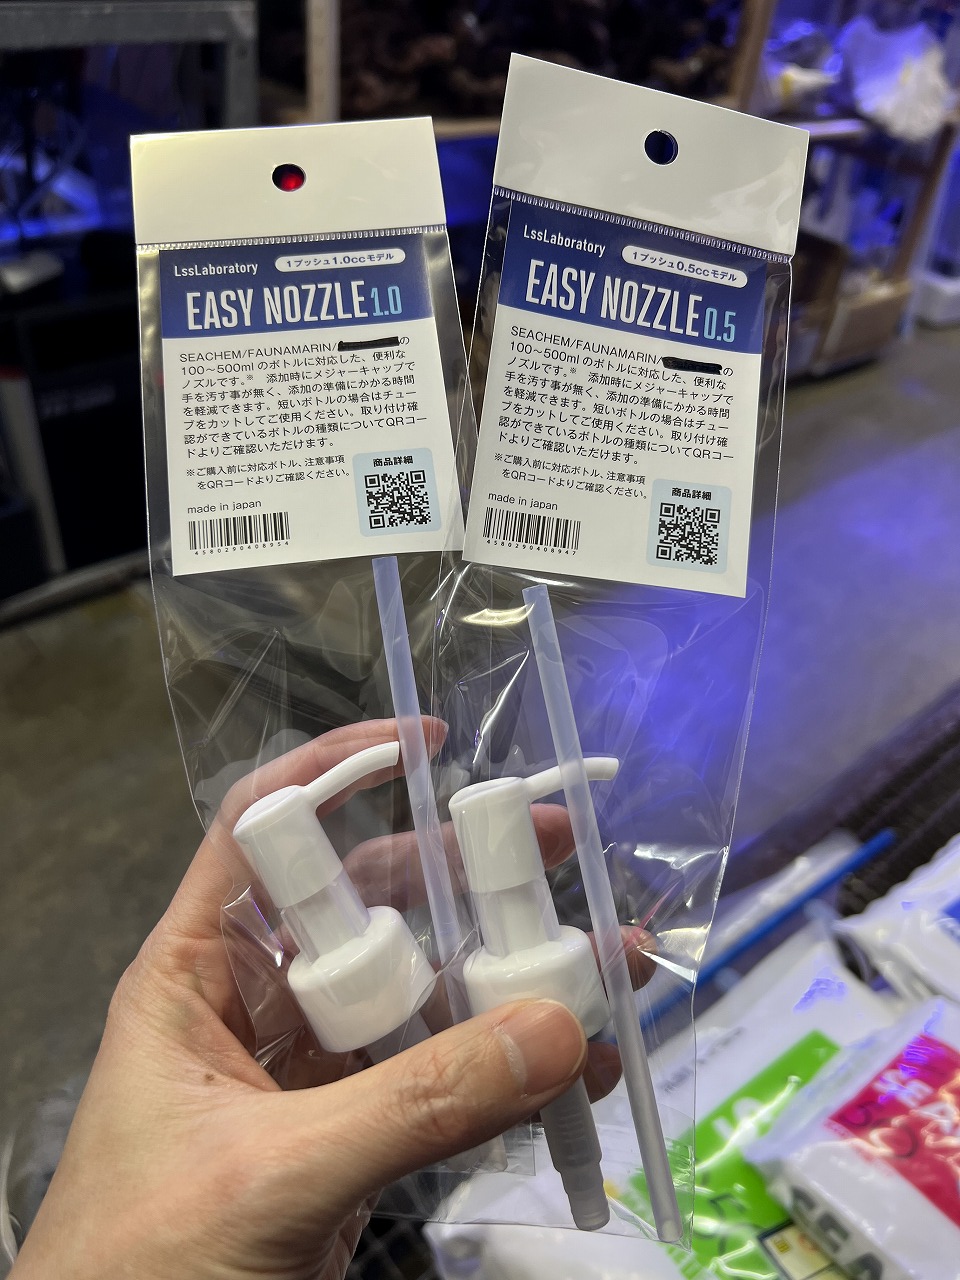 LssLaboratory
1プッシュ1.0ccモデル
EASY NOZZLE 1.0
SEACHEM/FAUNAMARIN/ の
100～500ml のボトルに対応した、便利な
ノズルです。※ 添加時にメジャーキャップで
手を汚す事が無く、添加の準備にかかる時間
を軽減できます。短いボトルの場合はチュー
ブをカットしてご使用ください。取り付け確
認ができているボトルの種類についてQRコー
ドよりご確認いただけます。
※ご購入前に対応ボトル、注意事項
をQRコードよりご確認ください。
商品詳細
made in japan
4580290408954
LssLaboratory
1プッシュ0.5ccモデル
EASY NOZZLE 0.5
SEACHEM/FAUNAMARIN/ の
100～500ml のボトルに対応した、便利な
ノズルです。※ 添加時にメジャーキャップで
手を汚す事が無く、添加の準備にかかる時間
を軽減できます。短いボトルの場合はチュー
ブをカットしてご使用ください。取り付け確
認ができているボトルの種類についてQRコー
ドよりご確認いただけます。
※ご購入前に対応ボトル、注意事項
をQRコードよりご確認ください。
商品詳細
made in japan
4580290408947